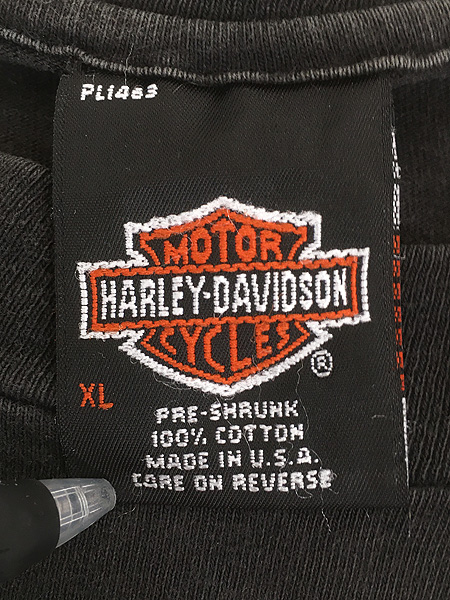 PL1463
MOTOR
HARLEY-DAVIDSON
CYCLES
®
XL
PRE-SHRUNK
100% COTTON
MADE IN U.S.A.
CARE ON REVERSE